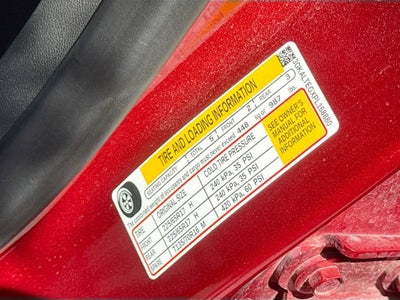 TIRE AND LOADING INFORMATION
SEATING CAPACITY TOTAL 5 FRONT 2 REAR 3
The combined weight of occupants and cargo must never exceed 448 kg or 987 lbs
TIRE ORIGINAL SIZE COLD TIRE PRESSURE
FRONT 225/65R17 H 240 kPa, 35 PSI
REAR 225/65R17 H 240 kPa, 35 PSI
SPARE T135/70R16 M 420 kPa, 60 PSI
SEE OWNER'S
MANUAL FOR
ADDITIONAL
INFORMATION